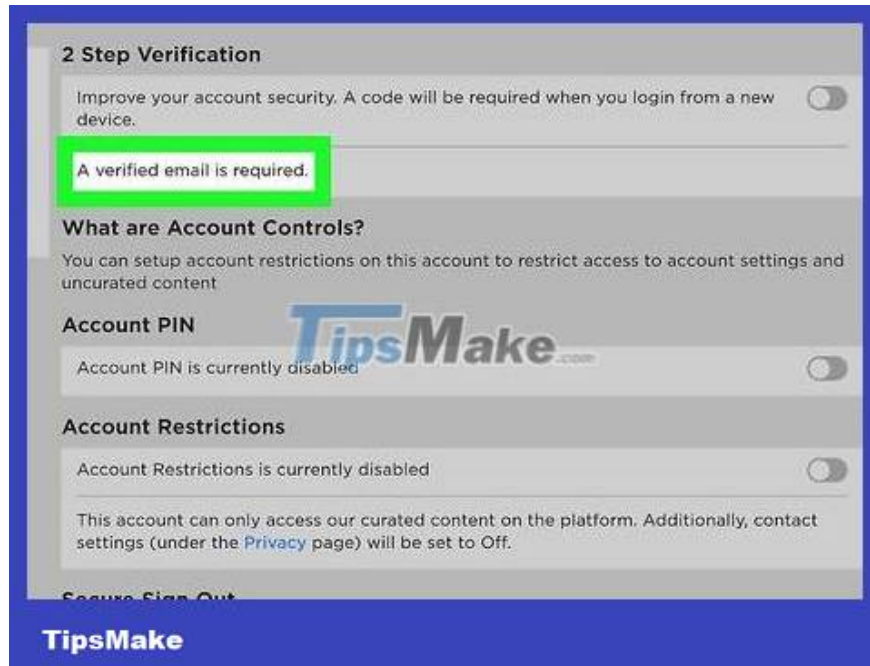 2 Step Verification
Improve your account security. A code will be required when you login from a new
device.
A verified email is required.
What are Account Controls?
You can setup account restrictions on this account to restrict access to account settings and
uncurated content
Account PIN
TipsMake.com
Account PIN is currently disabled
Account Restrictions
Account Restrictions is currently disabled
This account can only access our curated content on the platform. Additionally, contact
settings (under the Privacy page) will be set to Off.
Secure Sign Out
TipsMake